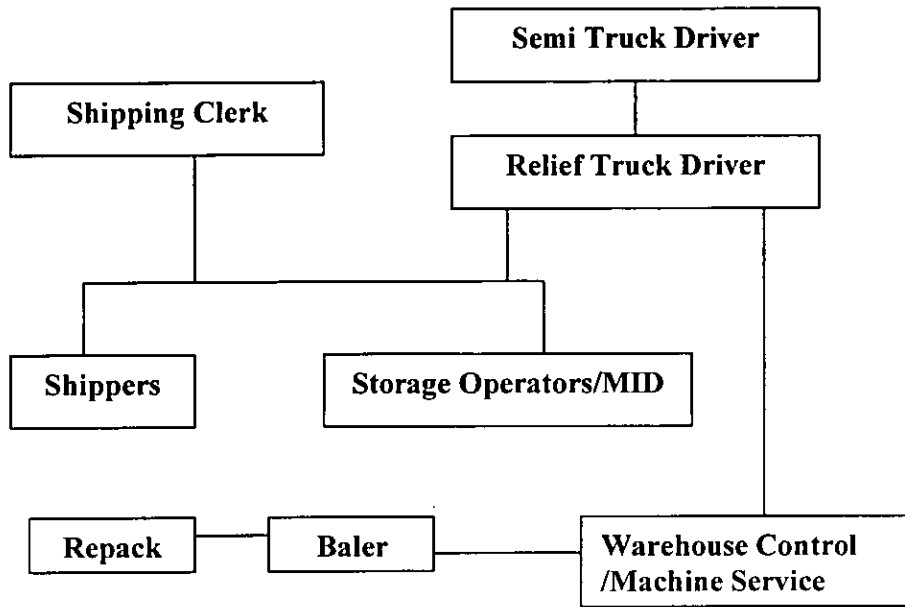 Semi Truck Driver
Shipping Clerk
Relief Truck Driver
Shippers
Storage Operators/MID
Repack
Baler
Warehouse Control
/Machine Service